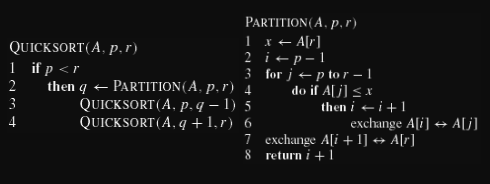 QUICKSORT(A, p, r)
1 if p < r
2 then q ← PARTITION(A, p, r)
3 QUICKSORT(A, p, q − 1)
4 QUICKSORT(A, q + 1, r)
PARTITION(A, p, r)
1 x ← A[r]
2 i ← p − 1
3 for j ← p to r − 1
4 do if A[j] ≤ x
5 then i ← i + 1
6 exchange A[i] ↔ A[j]
7 exchange A[i + 1] ↔ A[r]
8 return i + 1